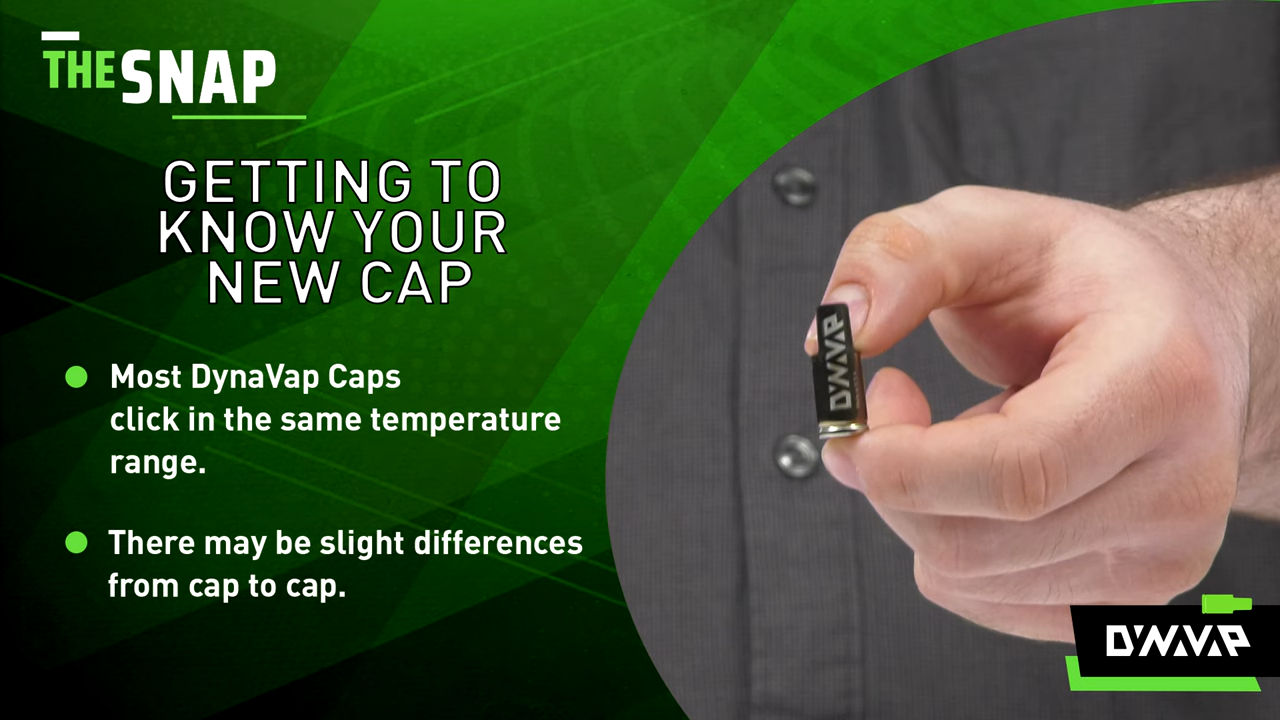 THE SNAP
GETTING TO
KNOW YOUR
NEW CAP
Most DynaVap Caps
click in the same temperature
range.
There may be slight differences
from cap to cap.
DYNAVAP
DYNAVAP